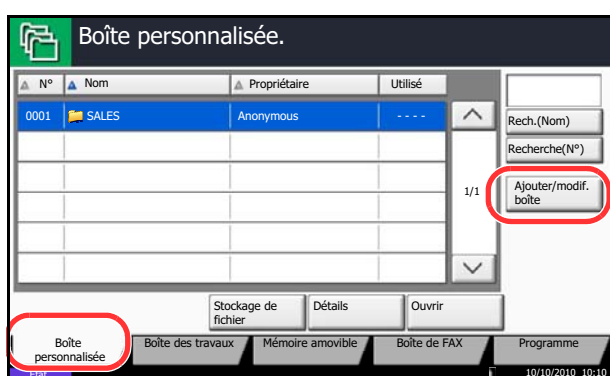 Boîte personnalisée.
N° Nom Propriétaire Utilisé
0001 SALES Anonymous - - - -
Rech.(Nom)
Recherche(N°)
1/1
Ajouter/modif.
boîte
Stockage de
fichier
Détails
Ouvrir
Boîte
personnalisée
Boîte des travaux
Mémoire amovible
Boîte de FAX
Programme
État
10/10/2010 10:10